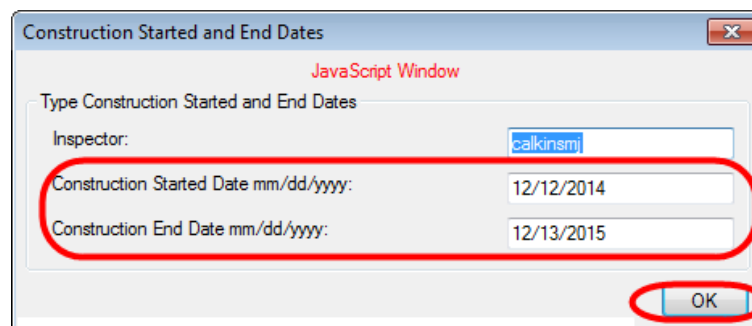 Construction Started and End Dates
JavaScript Window
Type Construction Started and End Dates
Inspector: calkinsmj
Construction Started Date mm/dd/yyyy: 12/12/2014
Construction End Date mm/dd/yyyy: 12/13/2015
OK